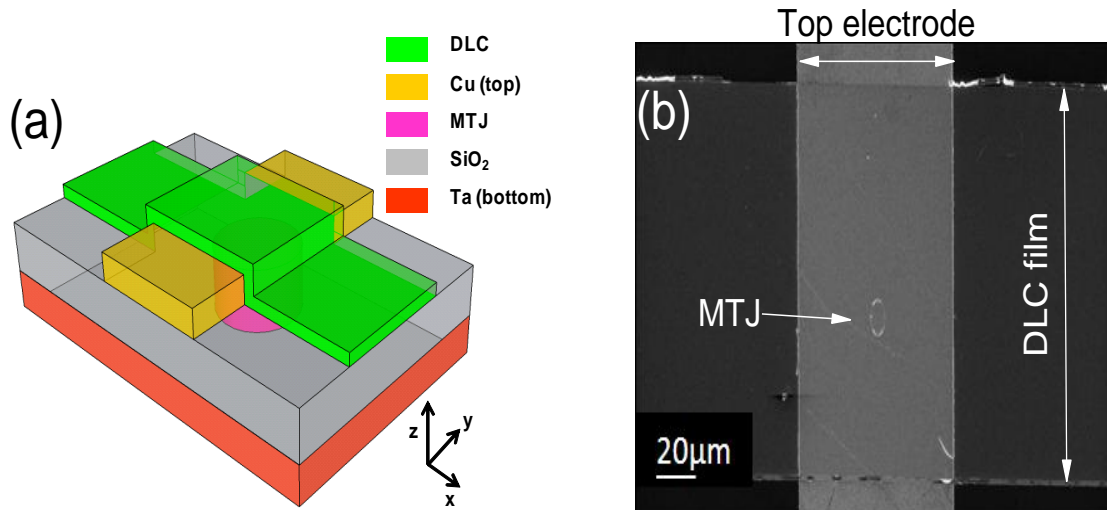 (a)
DLC
Cu (top)
MTJ
SiO₂
Ta (bottom)
z
y
x
Top electrode
(b)
MTJ
DLC film
20μm